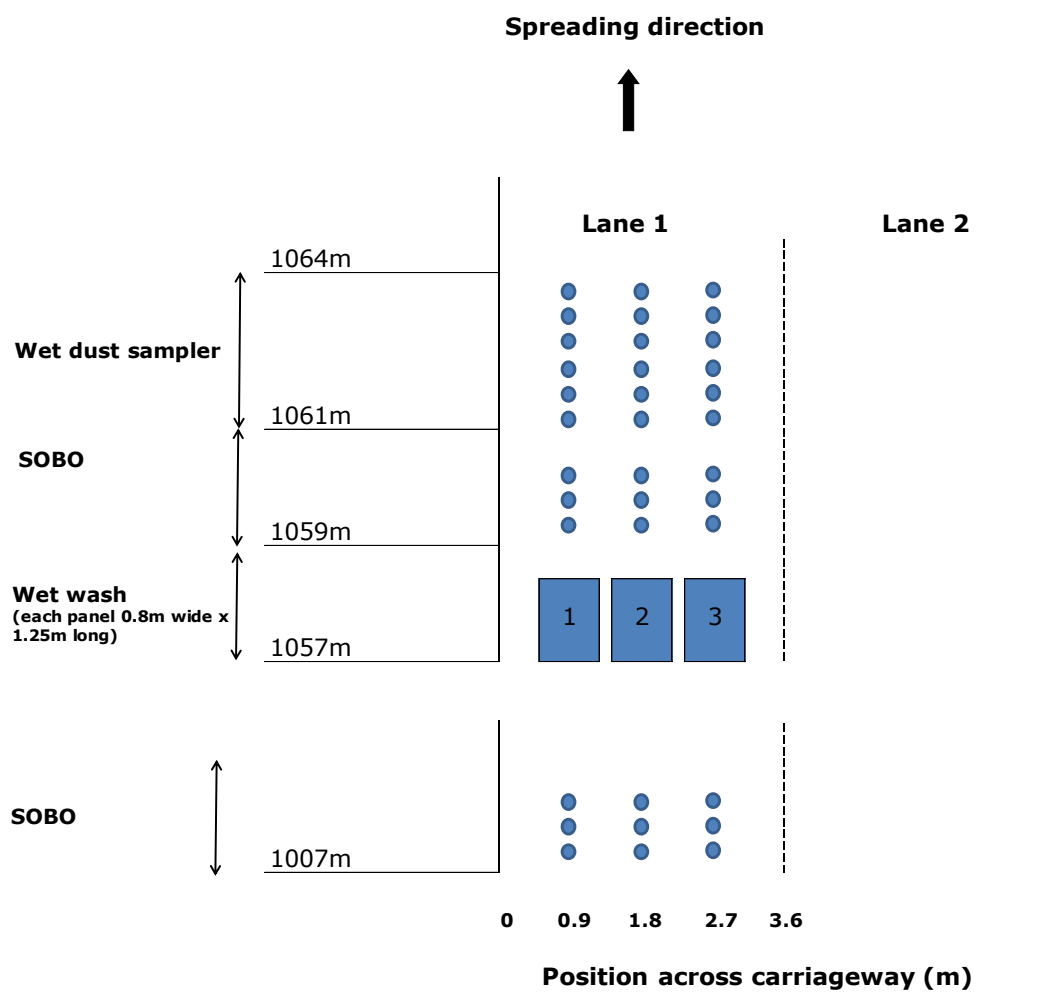 Spreading direction
Lane 1
Lane 2
1064m
Wet dust sampler
1061m
SOBO
1059m
Wet wash
(each panel 0.8m wide x
1.25m long)
1 2 3
1057m
SOBO
1007m
0 0.9 1.8 2.7 3.6
Position across carriageway (m)